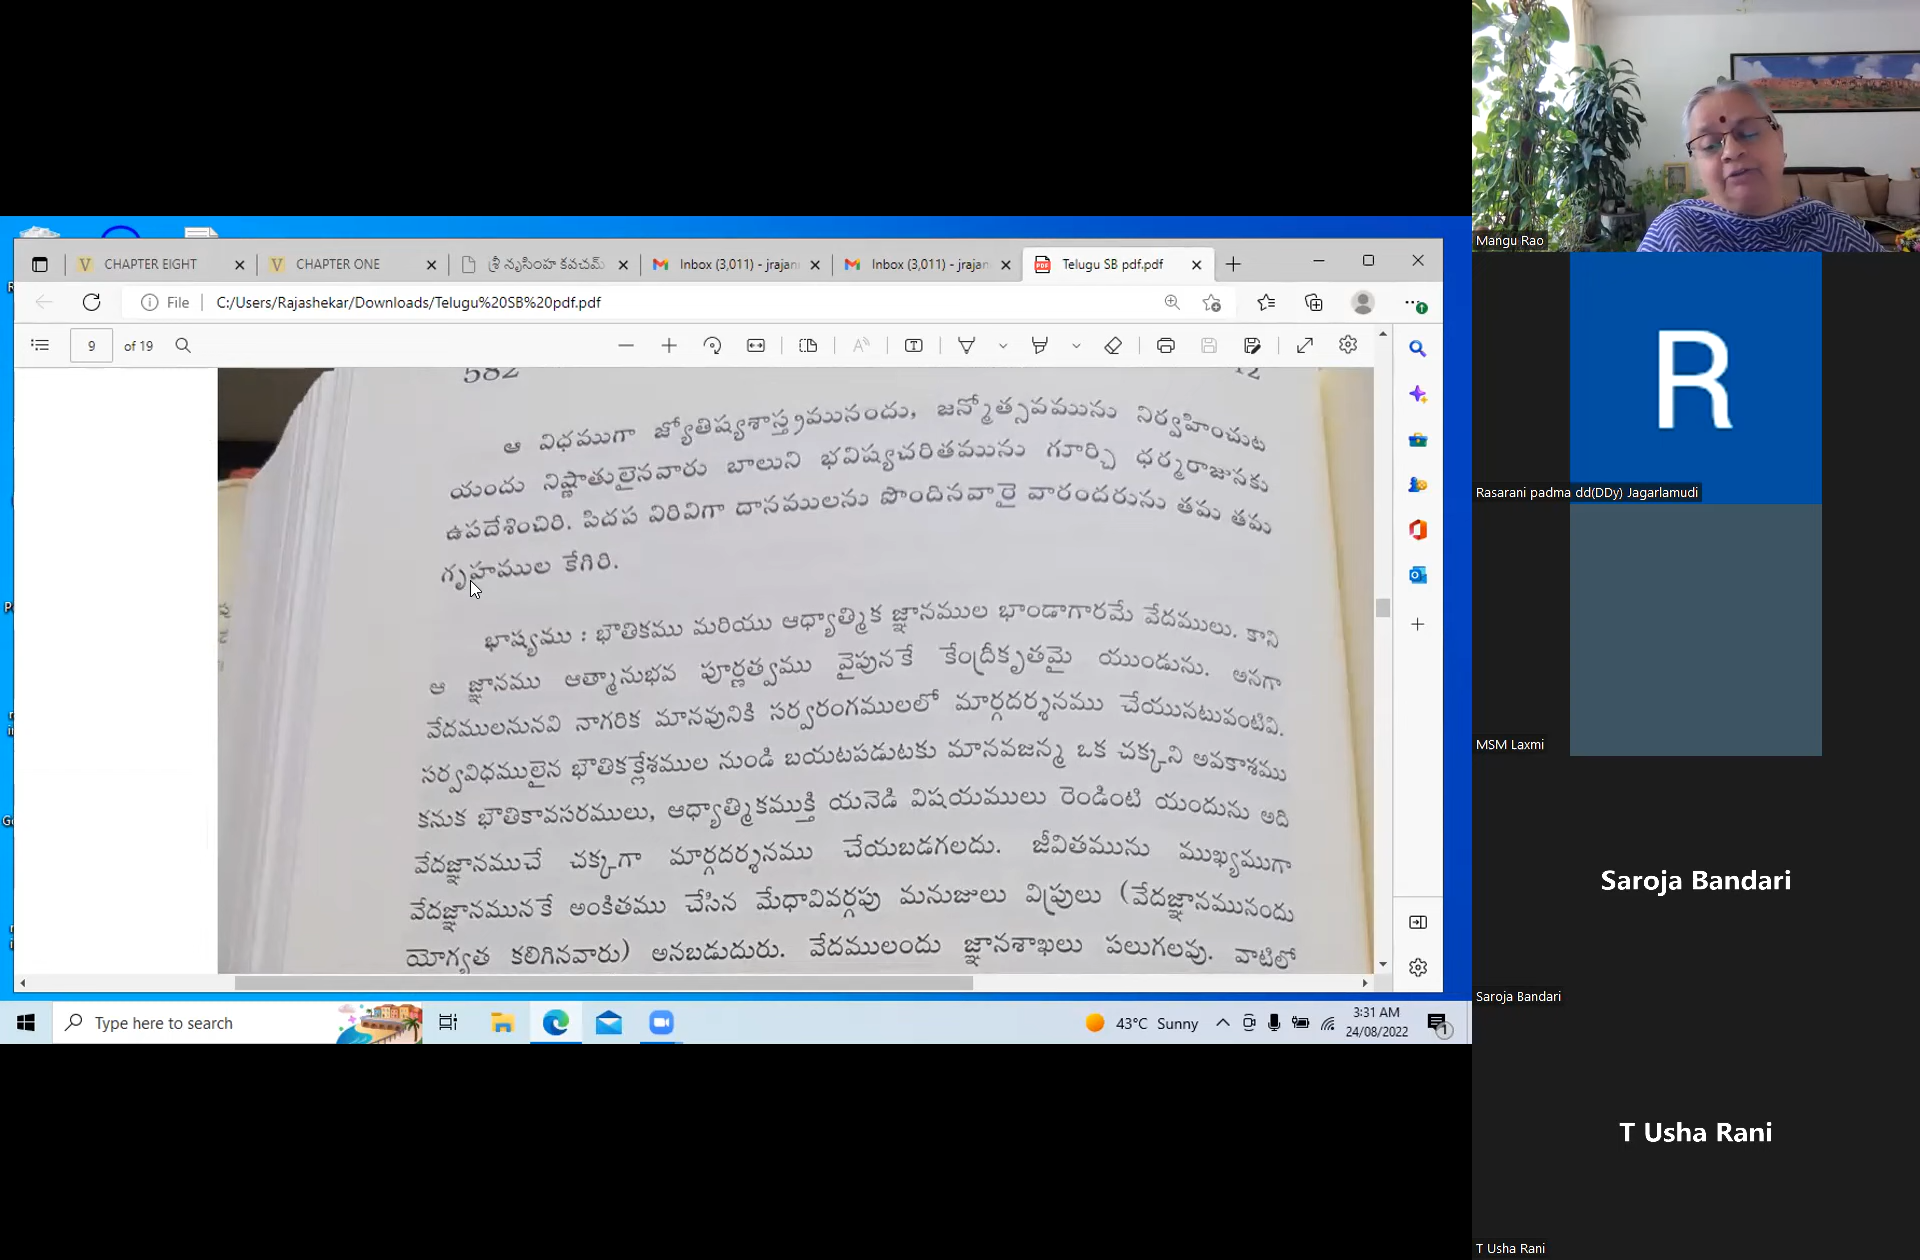 CHAPTER EIGHT
CHAPTER ONE
శ్రీ నృసింహ కవచమ్
Inbox (3,011) - jrajan
Inbox (3,011) - jrajan
Telugu SB pdf.pdf
File
C:/Users/Rajashekar/Downloads/Telugu%20SB%20pdf.pdf
9 of 19
582
12
ఆ విధముగా జ్యోతిష్యశాస్త్రమునందు, జన్మోత్సవమును నిర్వహించుట
యందు నిష్ణాతులైనవారు బాలుని భవిష్యచరితమును గూర్చి ధర్మరాజునకు
ఉపదేశించిరి. పిదప విరివిగా దానములను పొందినవారై వారందరును తమ తమ
గృహముల కేగిరి.
భాష్యము : భౌతికము మరియు ఆధ్యాత్మిక జ్ఞానముల భాండాగారమే వేదములు. కాని
ఆ జ్ఞానము ఆత్మానుభవ పూర్ణత్వము వైపునకే కేంద్రీకృతమై యుండును. అనగా
వేదములనునవి నాగరిక మానవునికి సర్వరంగములలో మార్గదర్శనము చేయునటువంటివి.
సర్వవిధములైన భౌతికక్లేశముల నుండి బయటపడుటకు మానవజన్మ ఒక చక్కని అవకాశము
కనుక భౌతికావసరములు, ఆధ్యాత్మికముక్తి యనెడి విషయములు రెండింటి యందును అది
వేదజ్ఞానముచే చక్కగా మార్గదర్శనము చేయబడగలదు. జీవితమును ముఖ్యముగా
వేదజ్ఞానమునకే అంకితము చేసిన మేధావివర్గపు మనుజులు విప్రులు (వేదజ్ఞానమునందు
యోగ్యత కలిగినవారు) అనబడుదురు. వేదములందు జ్ఞానశాఖలు పలుగలవు. వాటిలో
Type here to search
43°C Sunny
3:31 AM
24/08/2022
1
Mangu Rao
R
Rasarani padma dd(DDy) Jagarlamudi
MSM Laxmi
Saroja Bandari
Saroja Bandari
T Usha Rani
T Usha Rani